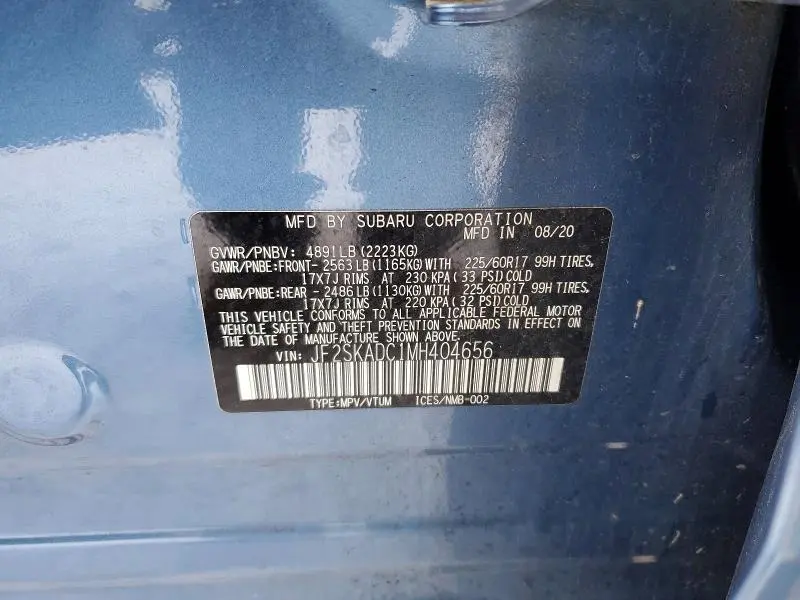 MFD BY SUBARU CORPORATION
MFD IN 08/20
GVWR/PNBV: 4891LB(2223KG)
GAWR/PNBE:FRONT- 2563LB(1165KG)WITH 225/60R17 99H TIRES,
17X7J RIMS AT 230 KPA(33 PSI)COLD
GAWR/PNBE:REAR - 2486LB(1130KG)WITH 225/60R17 99H TIRES,
17X7J RIMS AT 220 KPA(32 PSI)COLD
THIS VEHICLE CONFORMS TO ALL APPLICABLE FEDERAL MOTOR
VEHICLE SAFETY AND THEFT PREVENTION STANDARDS IN EFFECT ON
THE DATE OF MANUFACTURE SHOWN ABOVE.
VIN: JF2SKADC1MH404656
TYPE:MPV/VTUM ICES/NMB-002